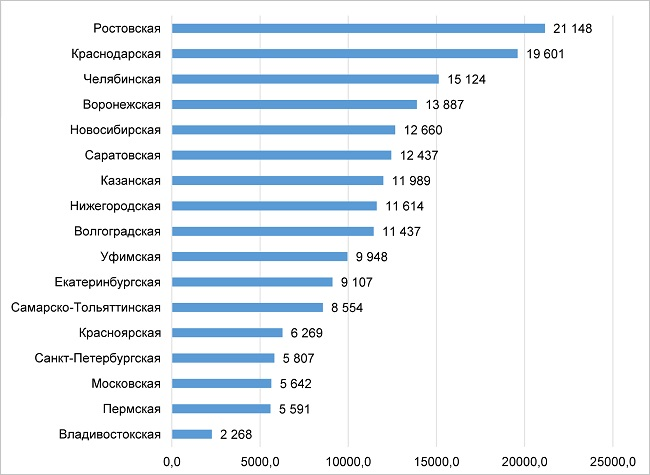 Ростовская 21 148
Краснодарская 19 601
Челябинская 15 124
Воронежская 13 887
Новосибирская 12 660
Саратовская 12 437
Казанская 11 989
Нижегородская 11 614
Волгоградская 11 437
Уфимская 9 948
Екатеринбургская 9 107
Самарско-Тольяттинская 8 554
Красноярская 6 269
Санкт-Петербургская 5 807
Московская 5 642
Пермская 5 591
Владивостокская 2 268
0,0 5000,0 10000,0 15000,0 20000,0 25000,0